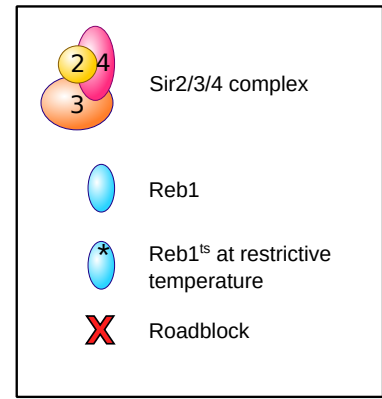 2 4
3
Sir2/3/4 complex
Reb1
* Reb1ts at restrictive
temperature
X Roadblock